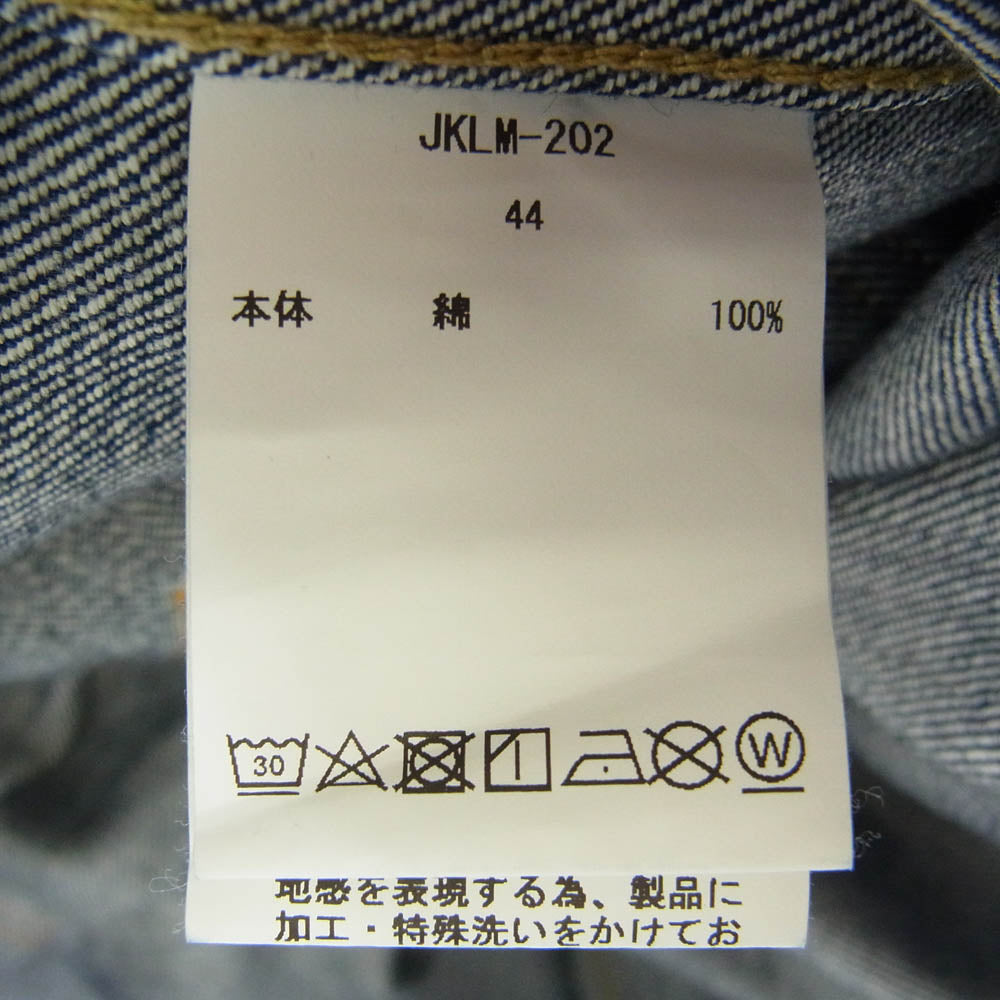 JKLM-202
44
本体 綿 100%
30 W
地感を表現する為、製品に
加工・特殊洗いをかけてお